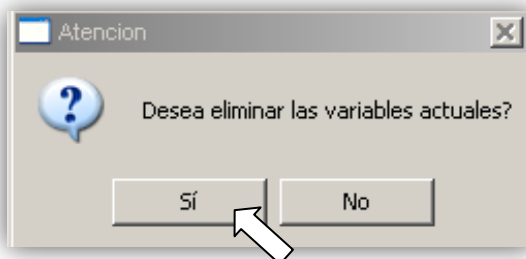 Atencion
Desea eliminar las variables actuales?
Sí
No